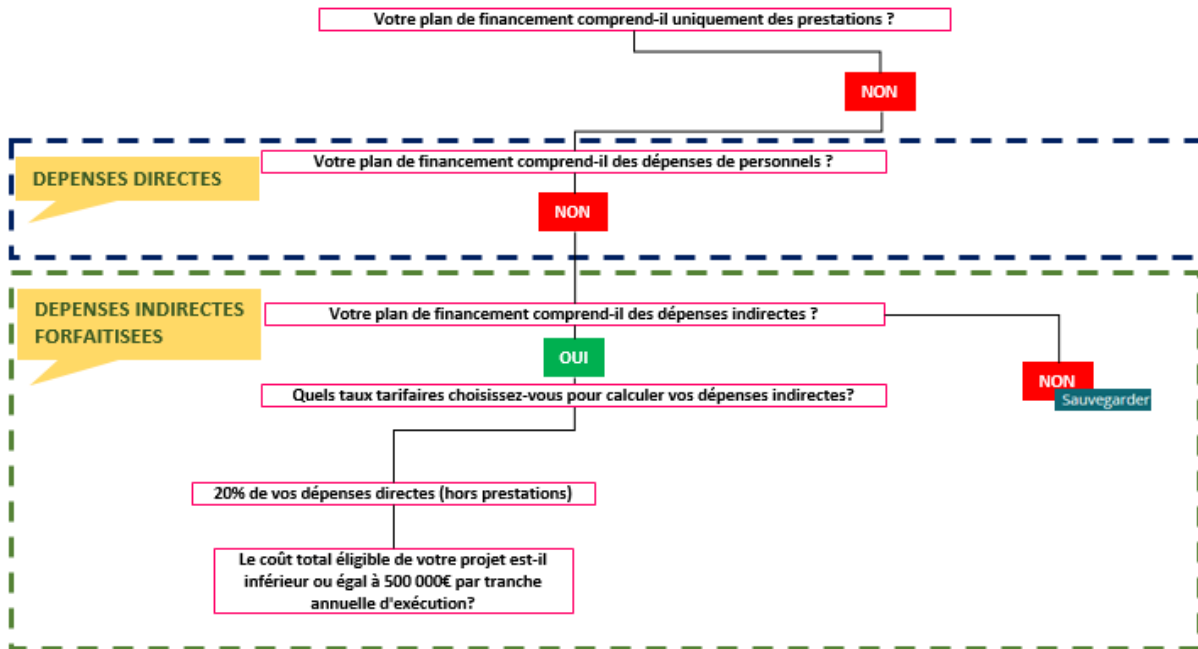 Votre plan de financement comprend-il uniquement des prestations ?
NON
DEPENSES DIRECTES
Votre plan de financement comprend-il des dépenses de personnels ?
NON
DEPENSES INDIRECTES
FORFAITISEES
Votre plan de financement comprend-il des dépenses indirectes ?
OUI
NON
Sauvegarder
Quels taux tarifaires choisissez-vous pour calculer vos dépenses indirectes?
20% de vos dépenses directes (hors prestations)
Le coût total éligible de votre projet est-il
inférieur ou égal à 500 000€ par tranche
annuelle d'exécution?